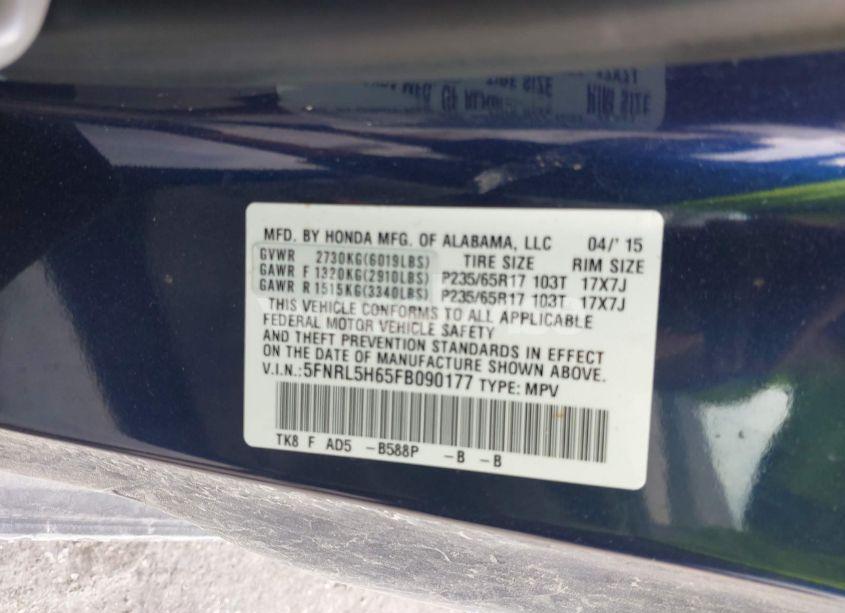 MFD. BY HONDA MFG. OF ALABAMA, LLC 04/' 15
GVWR 2730KG(6019LBS) TIRE SIZE RIM SIZE
GAWR F 1320KG(2910LBS) P235/65R17 103T 17X7J
GAWR R 1515KG(3340LBS) P235/65R17 103T 17X7J
THIS VEHICLE CONFORMS TO ALL APPLICABLE
FEDERAL MOTOR VEHICLE SAFETY
AND THEFT PREVENTION STANDARDS IN EFFECT
ON THE DATE OF MANUFACTURE SHOWN ABOVE.
V.I.N.:5FNRL5H65FB090177 TYPE: MPV
TK8 F AD5 -B588P -B -B